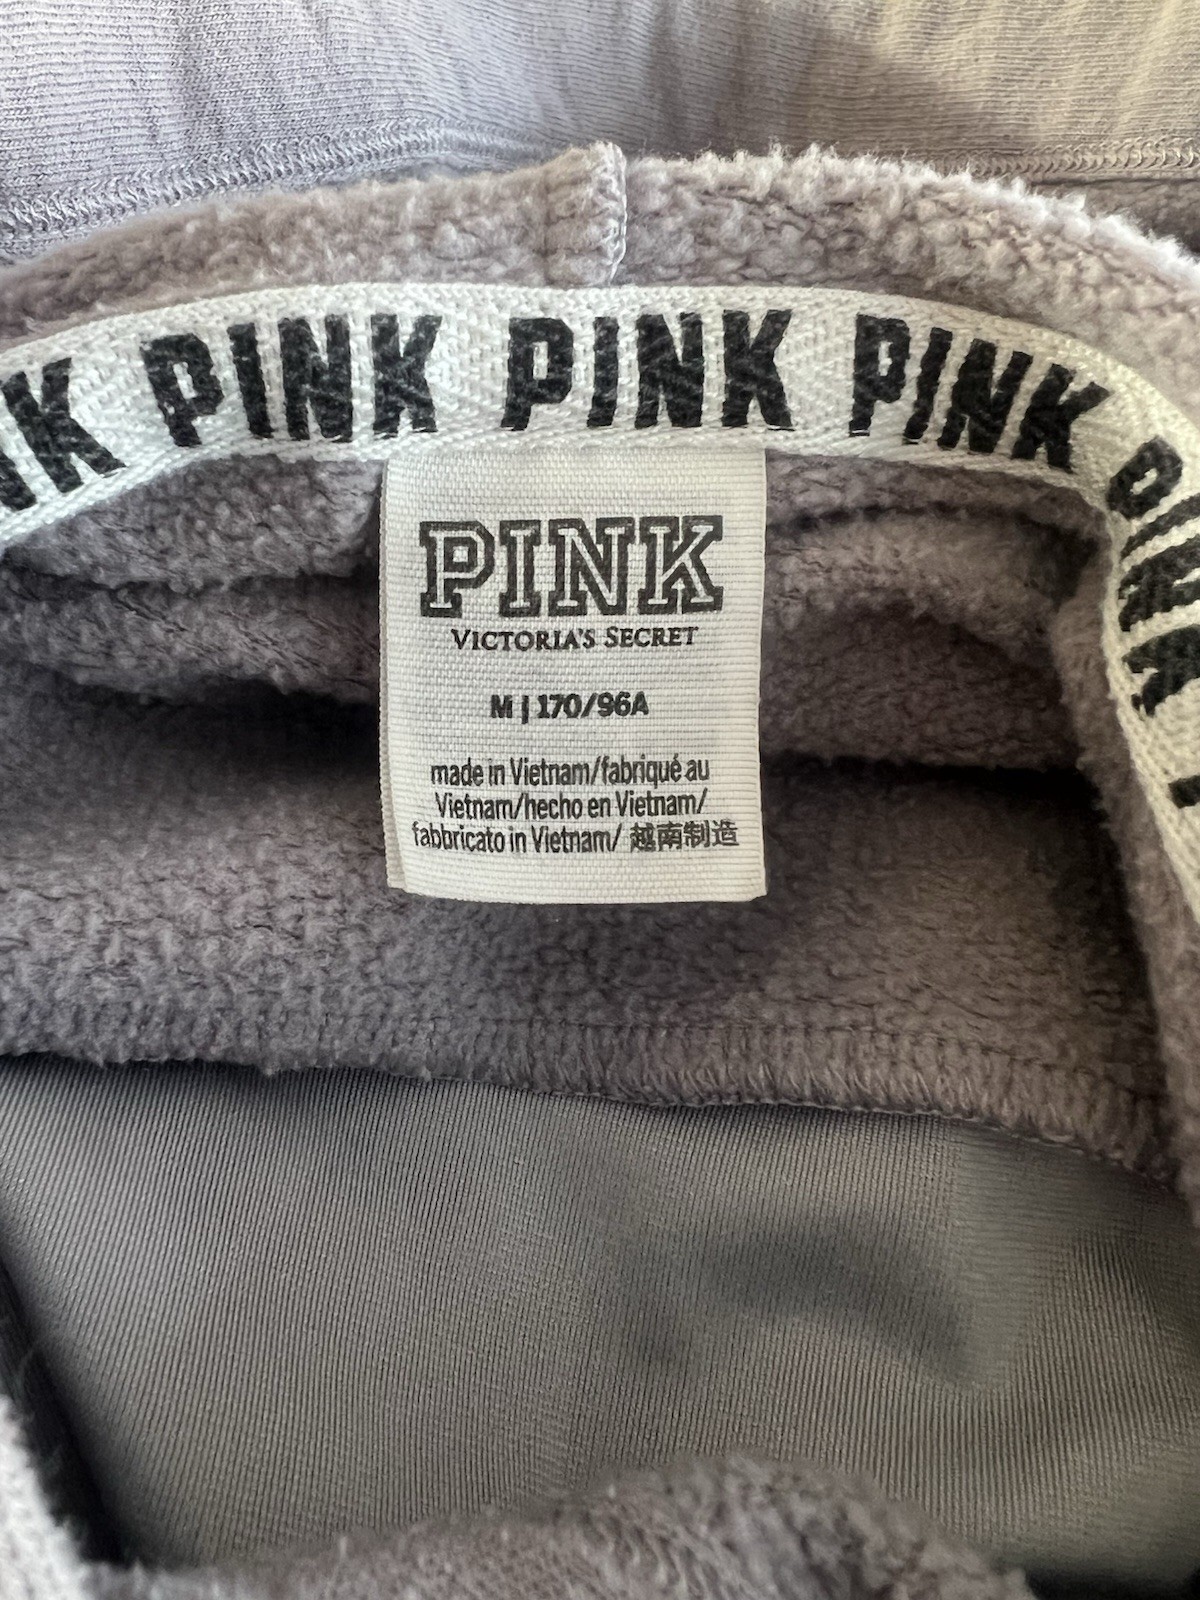 PINK PINK PINK
PINK
VICTORIA'S SECRET
M | 170/96A
made in Vietnam/fabriqué au
Vietnam/hecho en Vietnam/
fabbricato in Vietnam/ 越南制造